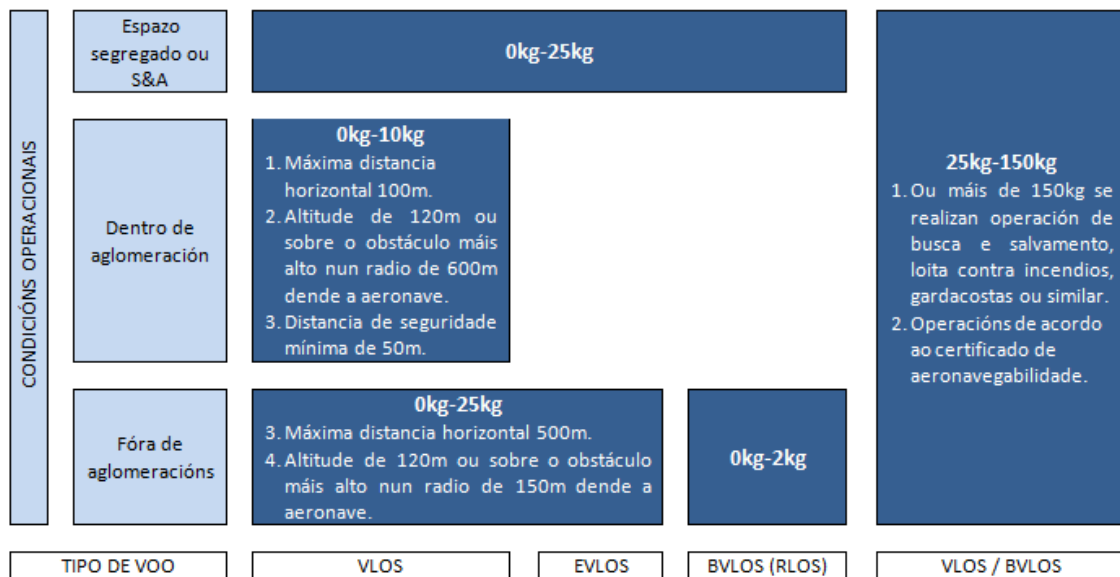 CONDICIÓNS OPERACIONAIS
Espazo
segregado ou
S&A
0kg-25kg
Dentro de
aglomeración
0kg-10kg
1. Máxima distancia
horizontal 100m.
2. Altitude de 120m ou
sobre o obstáculo máis
alto nun radio de 600m
dende a aeronave.
3. Distancia de seguridade
mínima de 50m.
Fóra de
aglomeracións
0kg-25kg
3. Máxima distancia horizontal 500m.
4. Altitude de 120m ou sobre o obstáculo
máis alto nun radio de 150m dende a
aeronave.
0kg-2kg
25kg-150kg
1. Ou máis de 150kg se
realizan operación de
busca e salvamento,
loita contra incendios,
gardacostas ou similar.
2. Operacións de acordo
ao certificado de
aeronavegabilidade.
TIPO DE VOO
VLOS
EVLOS
BVLOS (RLOS)
VLOS / BVLOS